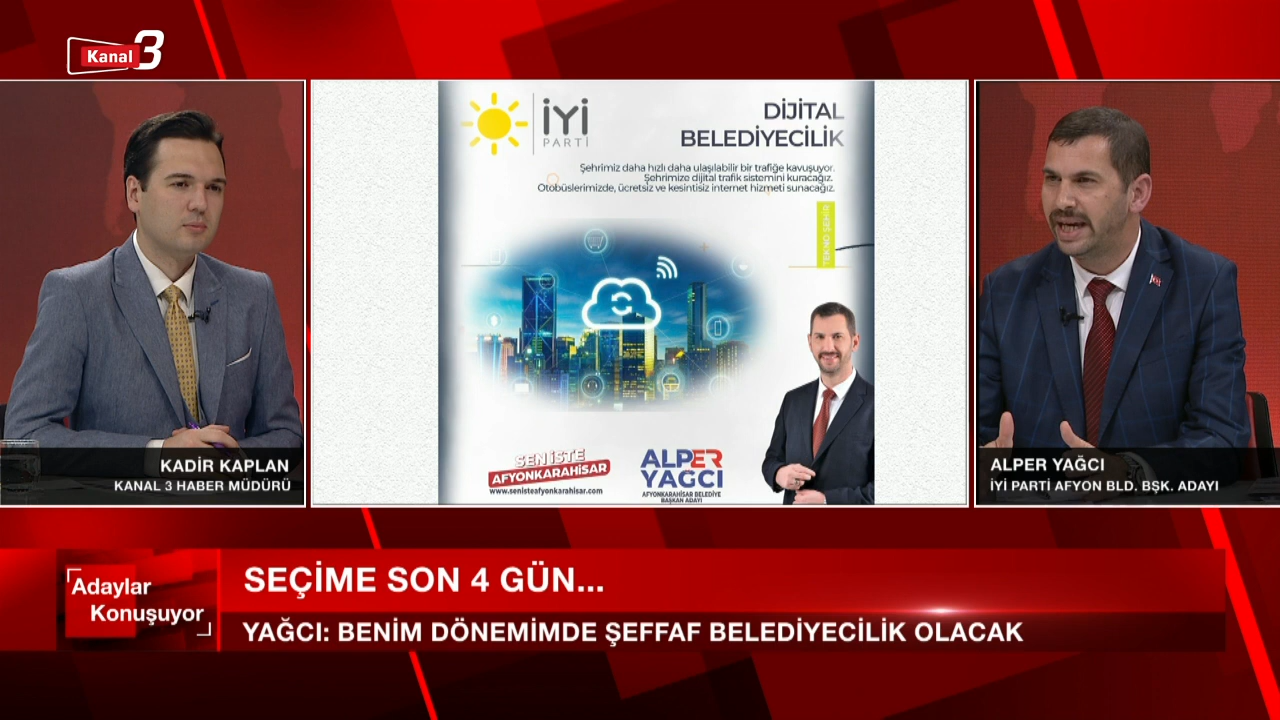 Kanal 3
İYİ
PARTİ
DİJİTAL
BELEDİYECİLİK
Şehrimiz daha hızlı daha ulaşılabilir bir trafiğe kavuşuyor.
Şehrimize dijital trafik sistemini kuracağız.
Otobüslerimizde, ücretsiz ve kesintisiz internet hizmeti sunacağız.
TEKNO ŞEHİR
SEN İSTE
AFYONKARAHİSAR
www.senisteafyonkarahisar.com
ALPER
YAĞCI
AFYONKARAHİSAR BELEDİYE
BAŞKAN ADAYI
KADİR KAPLAN
KANAL 3 HABER MÜDÜRÜ
ALPER YAĞCI
İYİ PARTİ AFYON BLD. BŞK. ADAYI
Adaylar
Konuşuyor
SEÇİME SON 4 GÜN...
YAĞCI: BENİM DÖNEMİMDE ŞEFFAF BELEDİYECİLİK OLACAK